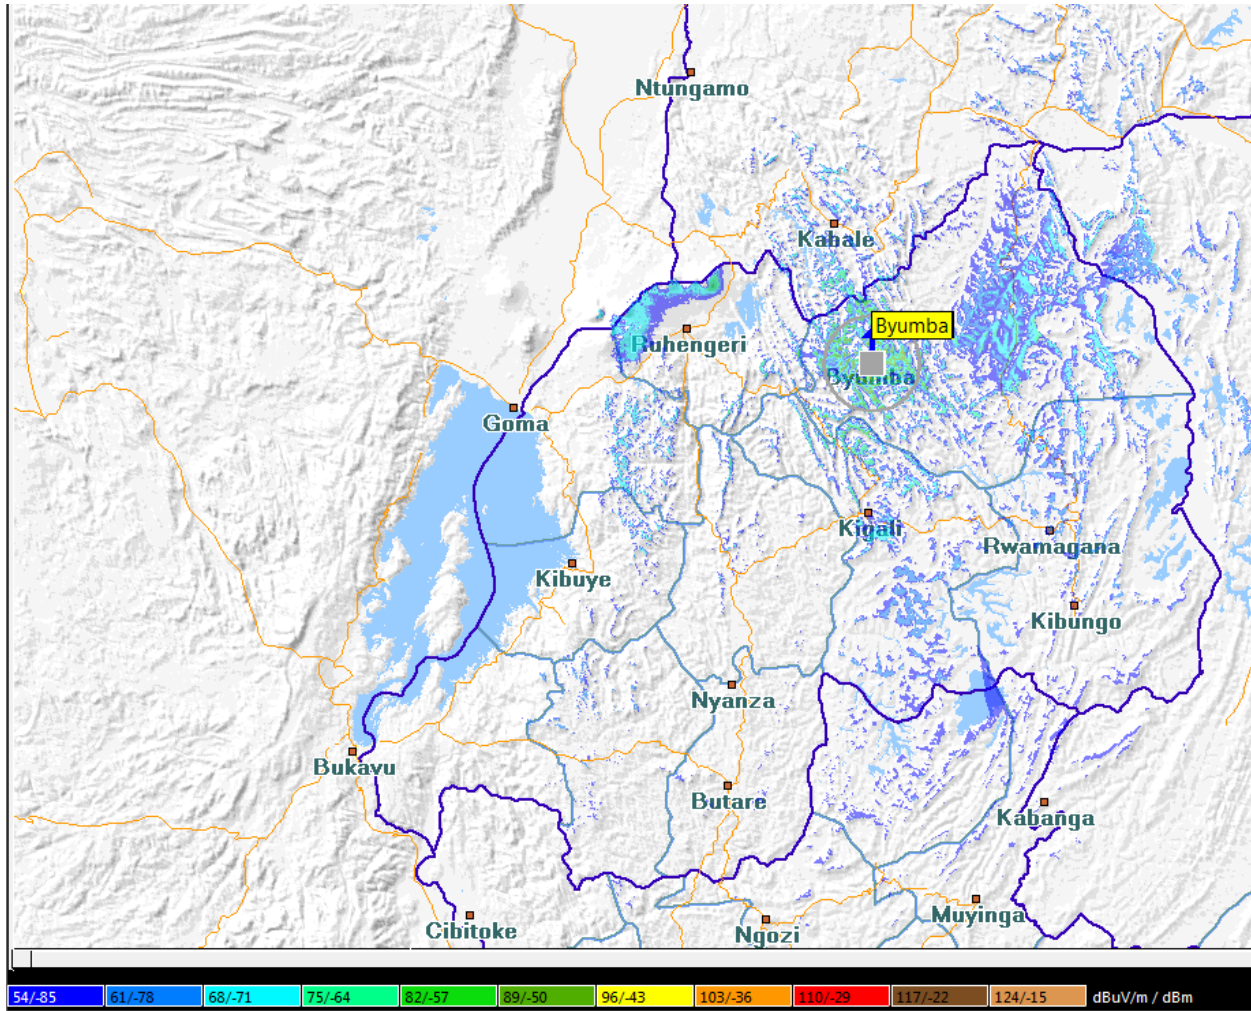 Ntungamo
Kabale
Byumba
Ruhengeri
Byumba
Goma
Kigali
Rwamagana
Kibuye
Kibungo
Nyanza
Bukavu
Butare
Kabanga
Muyinga
Cibitoke
Ngozi
54/-85 61/-78 68/-71 75/-64 82/-57 89/-50 96/-43 103/-36 110/-29 117/-22 124/-15 dBuV/m / dBm